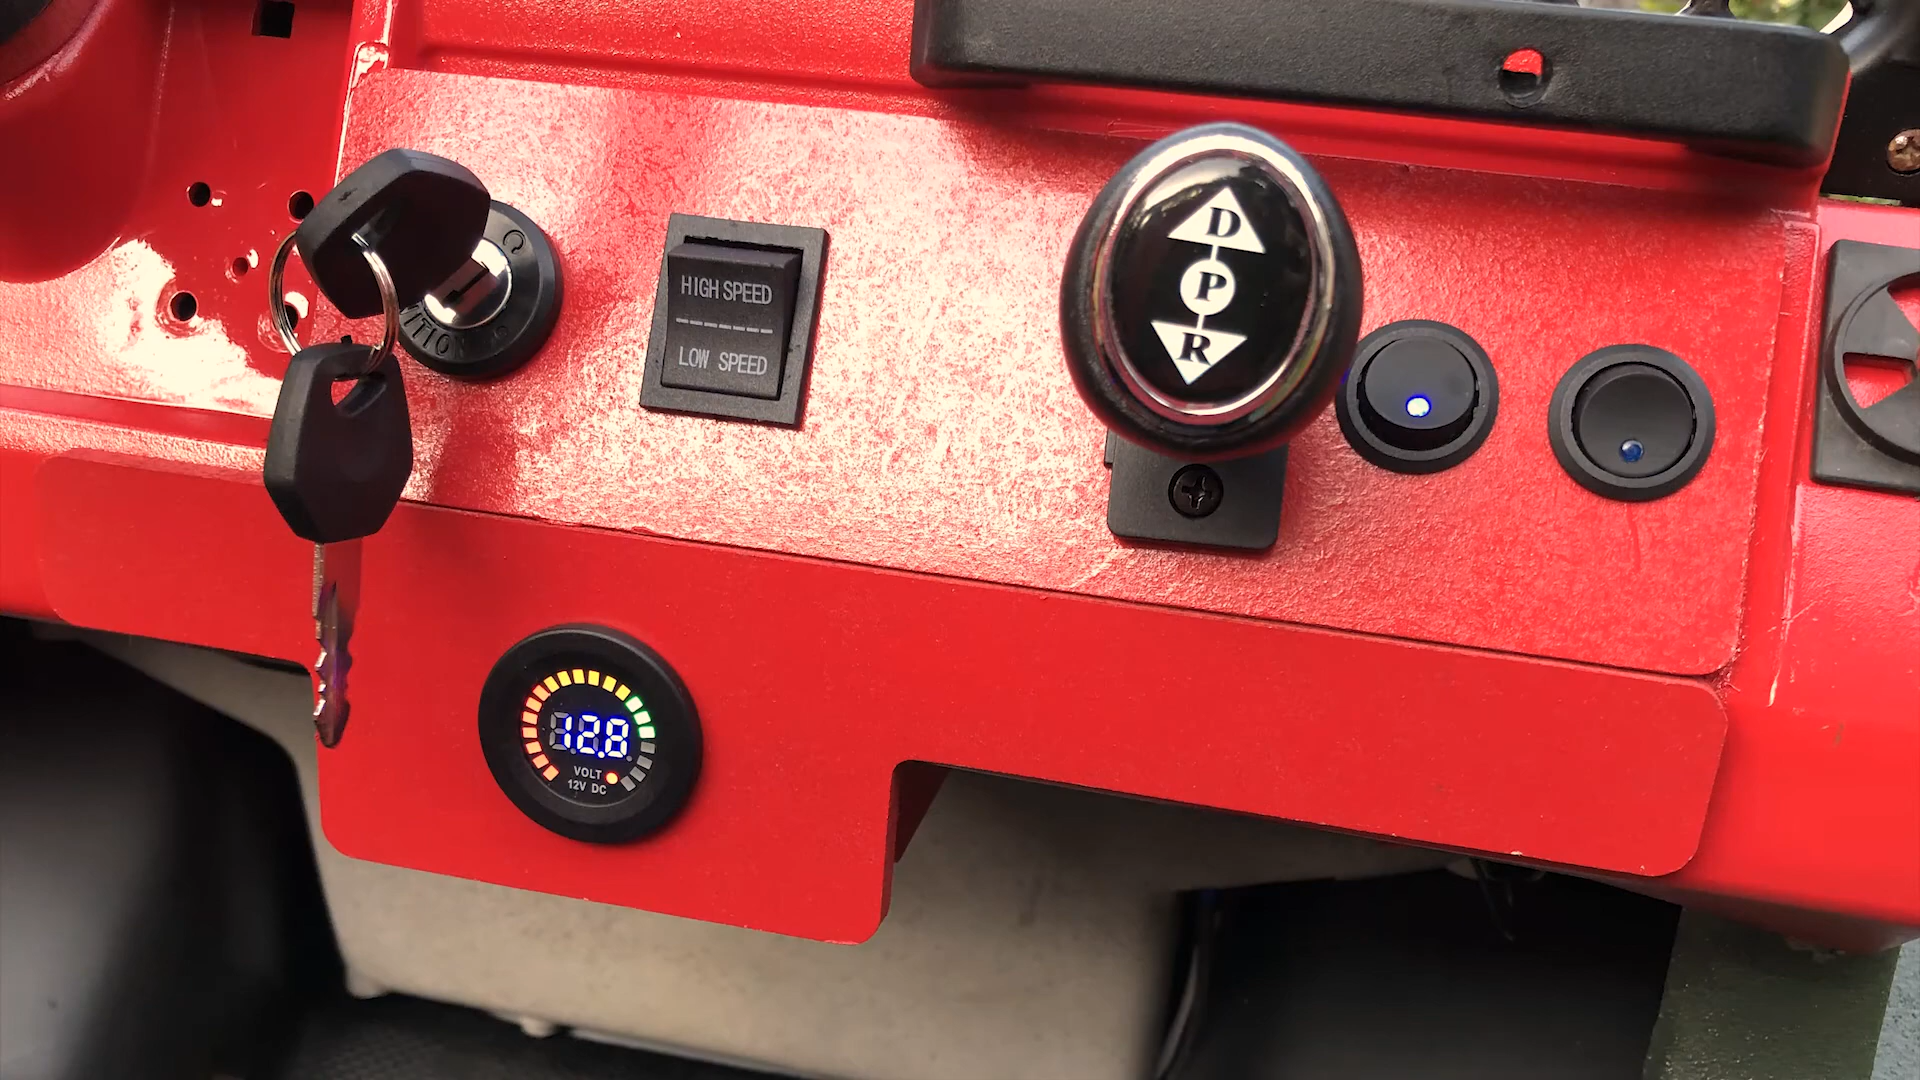 HIGH SPEED
LOW SPEED
D
P
R
12.8
VOLT
12V DC